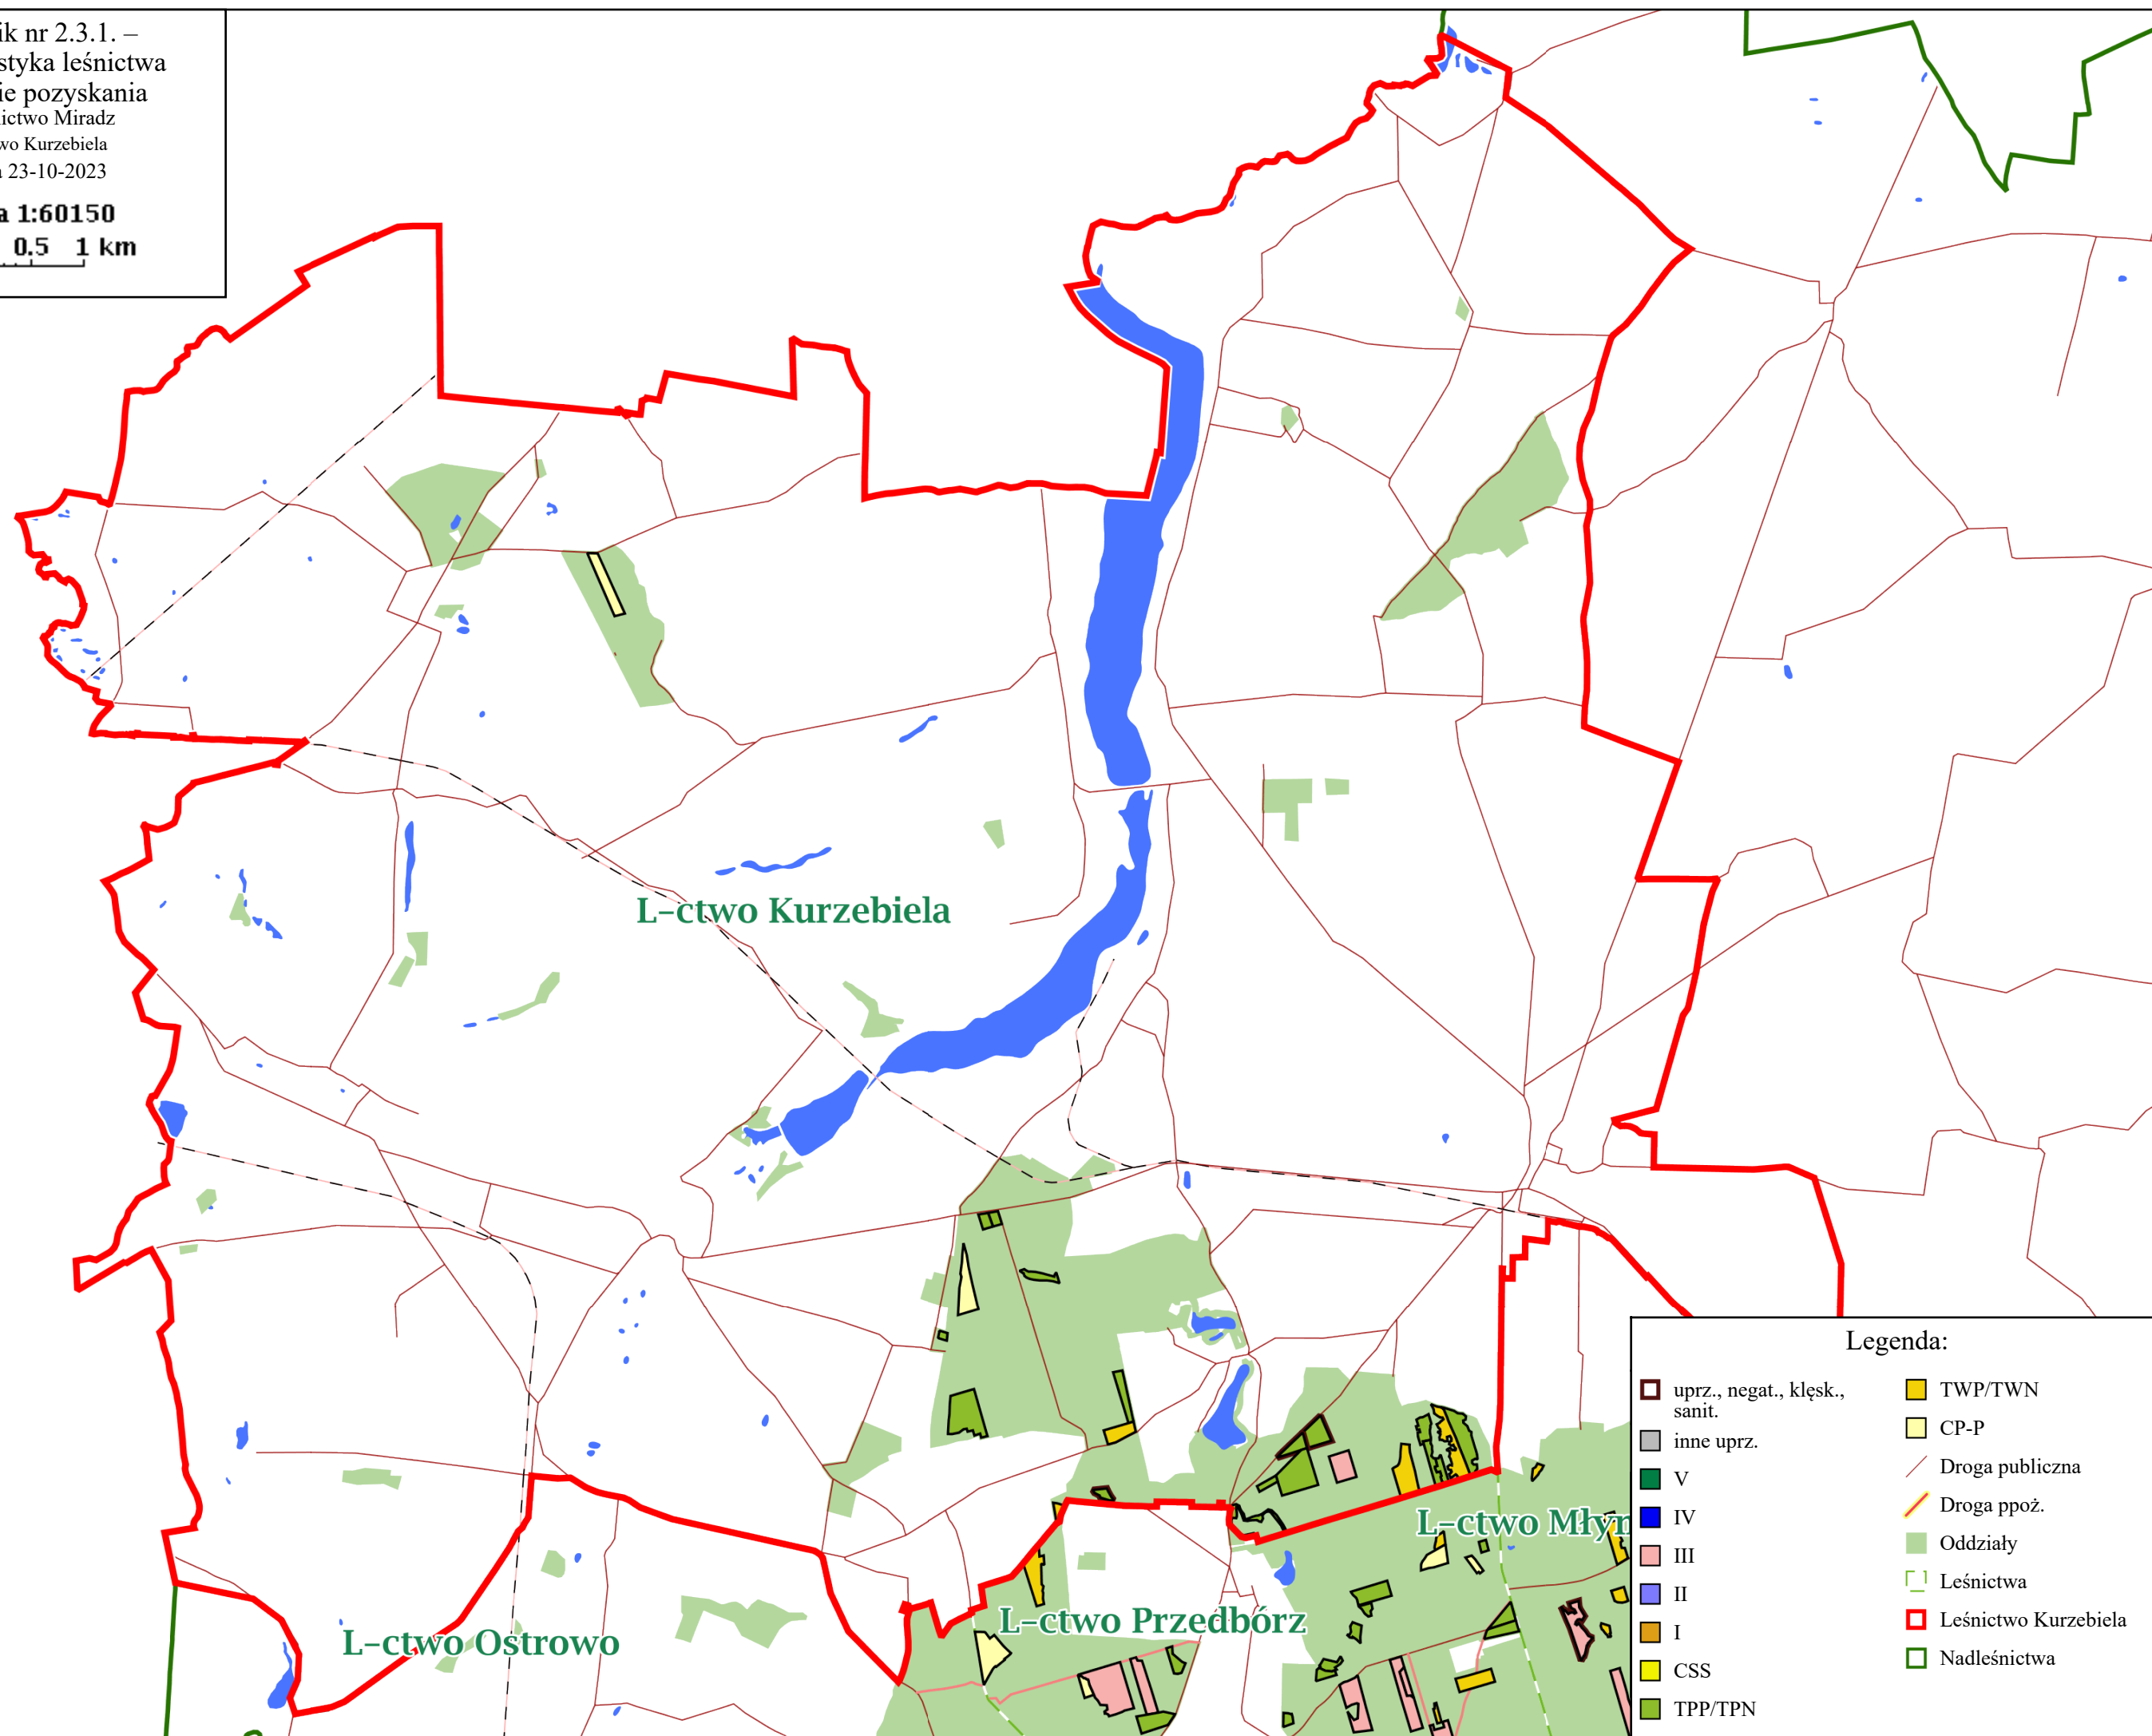 ik nr 2.3.1. –
styka leśnictwa
ie pozyskania
ictwo Miradz
wo Kurzebiela
a 23-10-2023
a 1:60150
0.5 1 km
L-ctwo Kurzebiela
L-ctwo Młyn
L-ctwo Przedbórz
L-ctwo Ostrowo
Legenda:
uprz., negat., klęsk.,
sanit.
inne uprz.
V
IV
III
II
I
CSS
TPP/TPN
TWP/TWN
CP-P
Droga publiczna
Droga ppoż.
Oddziały
Leśnictwa
Leśnictwo Kurzebiela
Nadleśnictwa